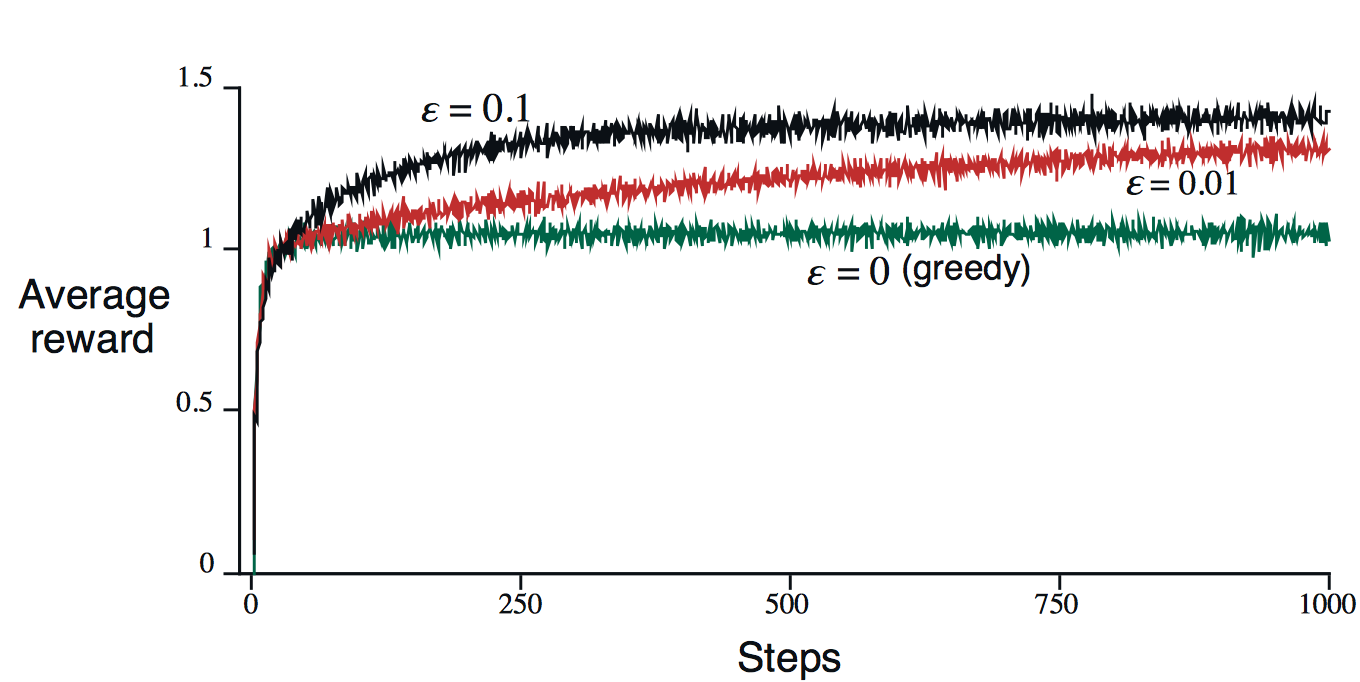 1.5
ε = 0.1
ε = 0.01
1
ε = 0 (greedy)
Average
reward
0.5
0
0 250 500 750 1000
Steps